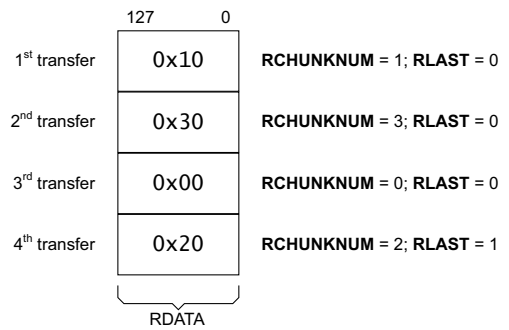 127 0
1st transfer 0x10 RCHUNKNUM = 1; RLAST = 0
2nd transfer 0x30 RCHUNKNUM = 3; RLAST = 0
3rd transfer 0x00 RCHUNKNUM = 0; RLAST = 0
4th transfer 0x20 RCHUNKNUM = 2; RLAST = 1
RDATA